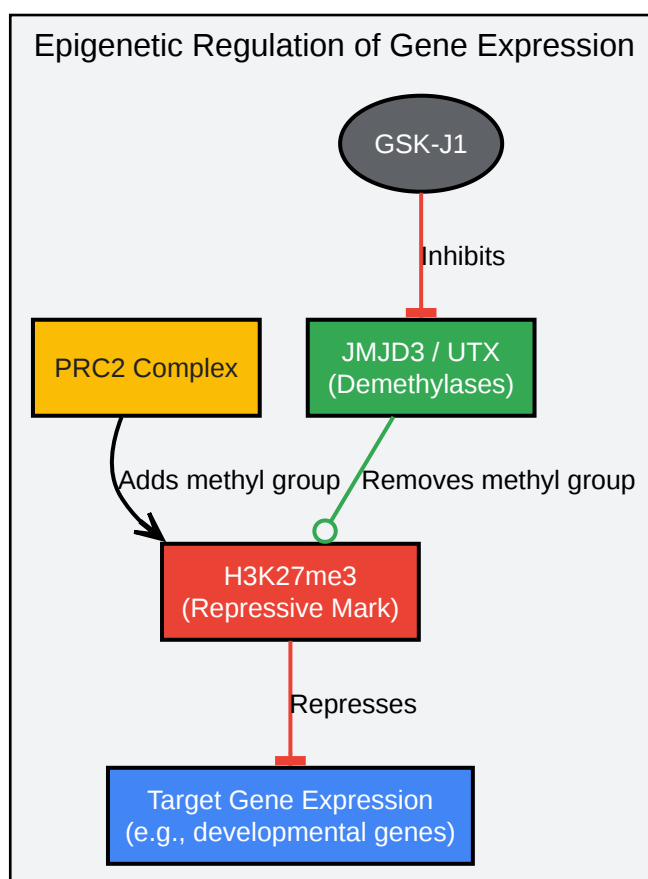 Epigenetic Regulation of Gene Expression
GSK-J1
Inhibits
PRC2 Complex
JMJD3 / UTX
(Demethylases)
Adds methyl group
Removes methyl group
H3K27me3
(Repressive Mark)
Represses
Target Gene Expression
(e.g., developmental genes)